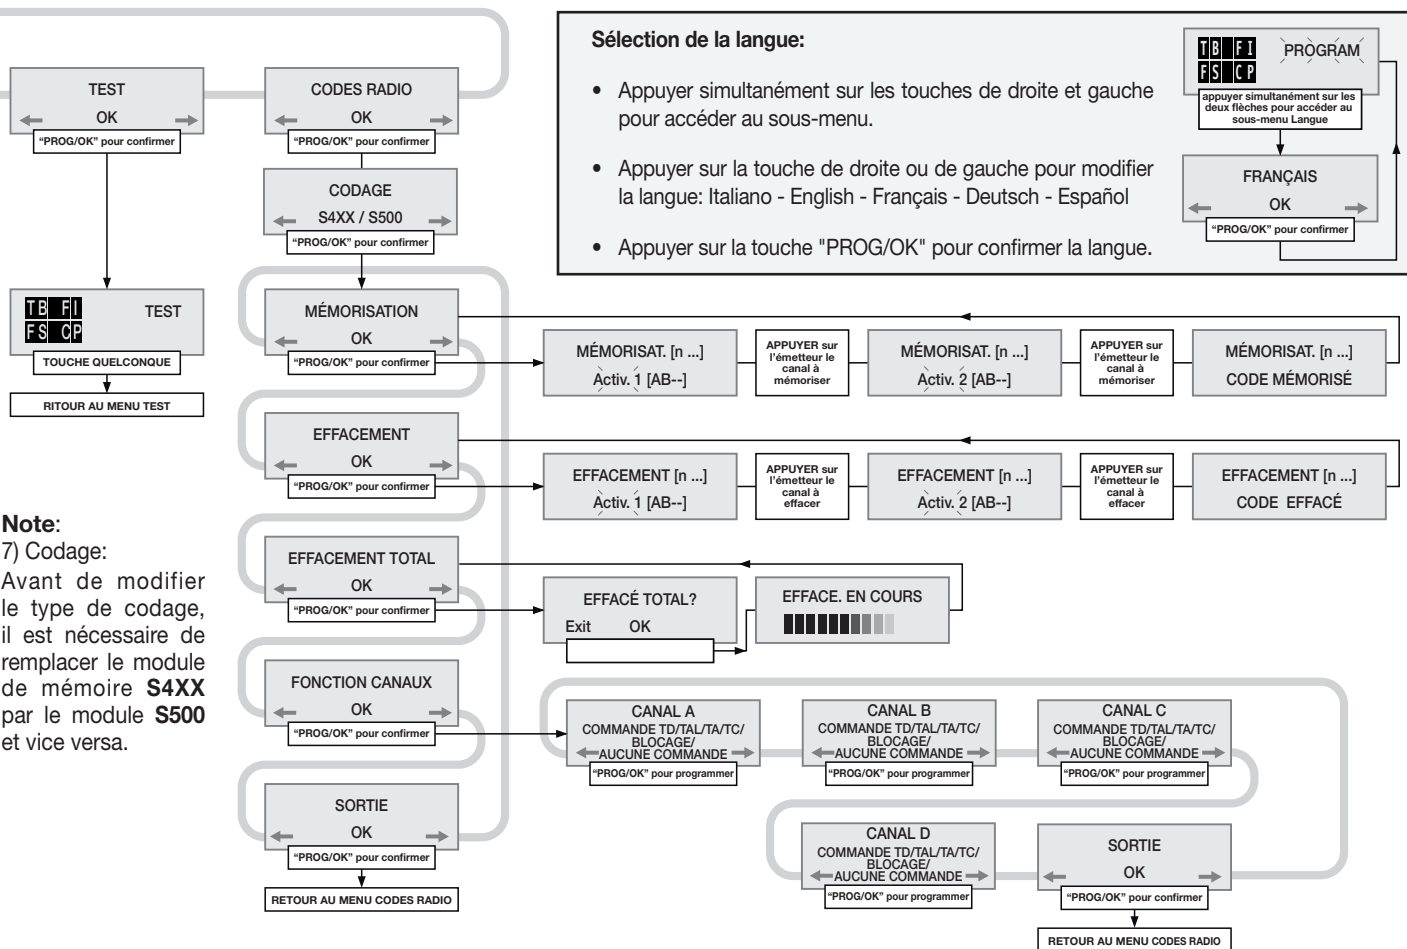 Sélection de la langue:
• Appuyer simultanément sur les touches de droite et gauche
pour accéder au sous-menu.
• Appuyer sur la touche de droite ou de gauche pour modifier
la langue: Italiano - English - Français - Deutsch - Español
• Appuyer sur la touche "PROG/OK" pour confirmer la langue.
TB FI
FS CP
PROGRAM
appuyer simultanément sur les
deux flèches pour accéder au
sous-menu Langue
FRANÇAIS
OK
"PROG/OK" pour confirmer
TEST
OK
"PROG/OK" pour confirmer
TB FI
FS CP
TEST
TOUCHE QUELCONQUE
RITOUR AU MENU TEST
CODES RADIO
OK
"PROG/OK" pour confirmer
CODAGE
S4XX / S500
"PROG/OK" pour confirmer
MÉMORISATION
OK
"PROG/OK" pour confirmer
MÉMORISAT. [n ...]
Activ. 1 [AB--]
APPUYER sur
l'émetteur le
canal à
mémoriser
MÉMORISAT. [n ...]
Activ. 2 [AB--]
APPUYER sur
l'émetteur le
canal à
mémoriser
MÉMORISAT. [n ...]
CODE MÉMORISÉ
EFFACEMENT
OK
"PROG/OK" pour confirmer
EFFACEMENT [n ...]
Activ. 1 [AB--]
APPUYER sur
l'émetteur le
canal à
effacer
EFFACEMENT [n ...]
Activ. 2 [AB--]
APPUYER sur
l'émetteur le
canal à
effacer
EFFACEMENT [n ...]
CODE EFFACÉ
Note:
7) Codage:
Avant de modifier
le type de codage,
il est nécessaire de
remplacer le module
de mémoire S4XX
par le module S500
et vice versa.
EFFACEMENT TOTAL
OK
"PROG/OK" pour confirmer
EFFACÉ TOTAL?
Exit OK
EFFACE. EN COURS
FONCTION CANAUX
OK
"PROG/OK" pour confirmer
CANAL A
COMMANDE TD/TAL/TA/TC/
BLOCAGE/
AUCUNE COMMANDE
"PROG/OK" pour programmer
CANAL B
COMMANDE TD/TAL/TA/TC/
BLOCAGE/
AUCUNE COMMANDE
"PROG/OK" pour programmer
CANAL C
COMMANDE TD/TAL/TA/TC/
BLOCAGE/
AUCUNE COMMANDE
"PROG/OK" pour programmer
CANAL D
COMMANDE TD/TAL/TA/TC/
BLOCAGE/
AUCUNE COMMANDE
"PROG/OK" pour programmer
SORTIE
OK
"PROG/OK" pour confirmer
RETOUR AU MENU CODES RADIO
SORTIE
OK
"PROG/OK" pour confirmer
RETOUR AU MENU CODES RADIO